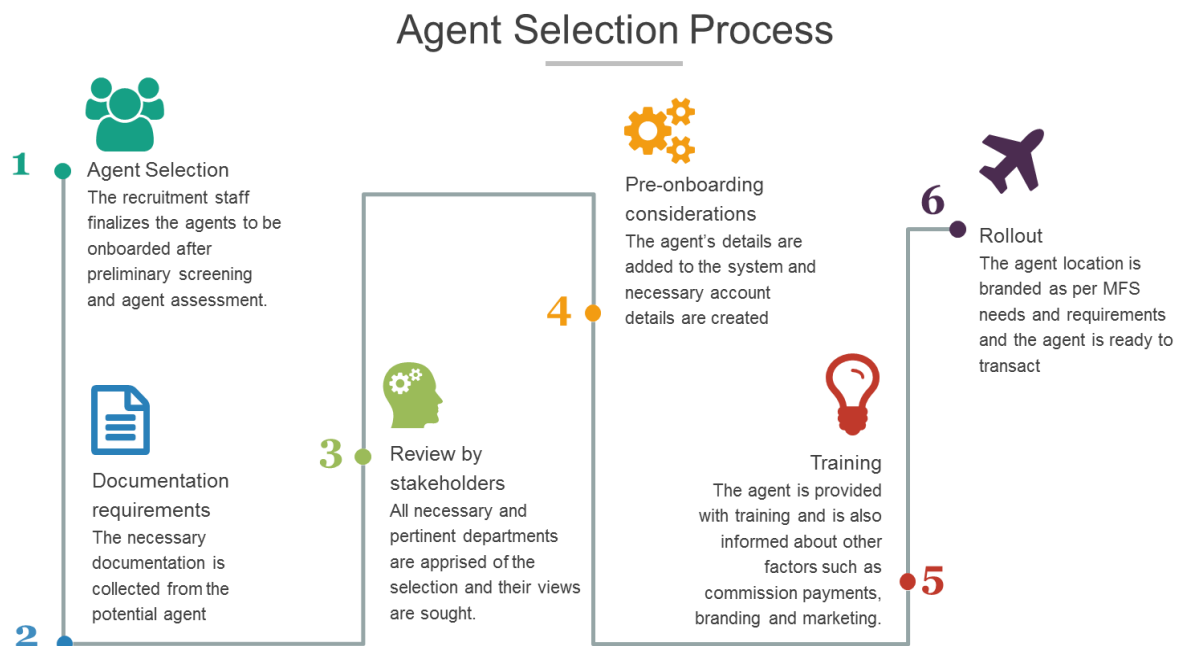 Agent Selection Process
1
Agent Selection
The recruitment staff
finalizes the agents to be
onboarded after
preliminary screening
and agent assessment.
2
Documentation
requirements
The necessary
documentation is
collected from the
potential agent
3
Review by
stakeholders
All necessary and
pertinent departments
are apprised of the
selection and their views
are sought.
4
Pre-onboarding
considerations
The agent's details are
added to the system and
necessary account
details are created
5
Training
The agent is provided
with training and is also
informed about other
factors such as
commission payments,
branding and marketing.
6
Rollout
The agent location is
branded as per MFS
needs and requirements
and the agent is ready to
transact